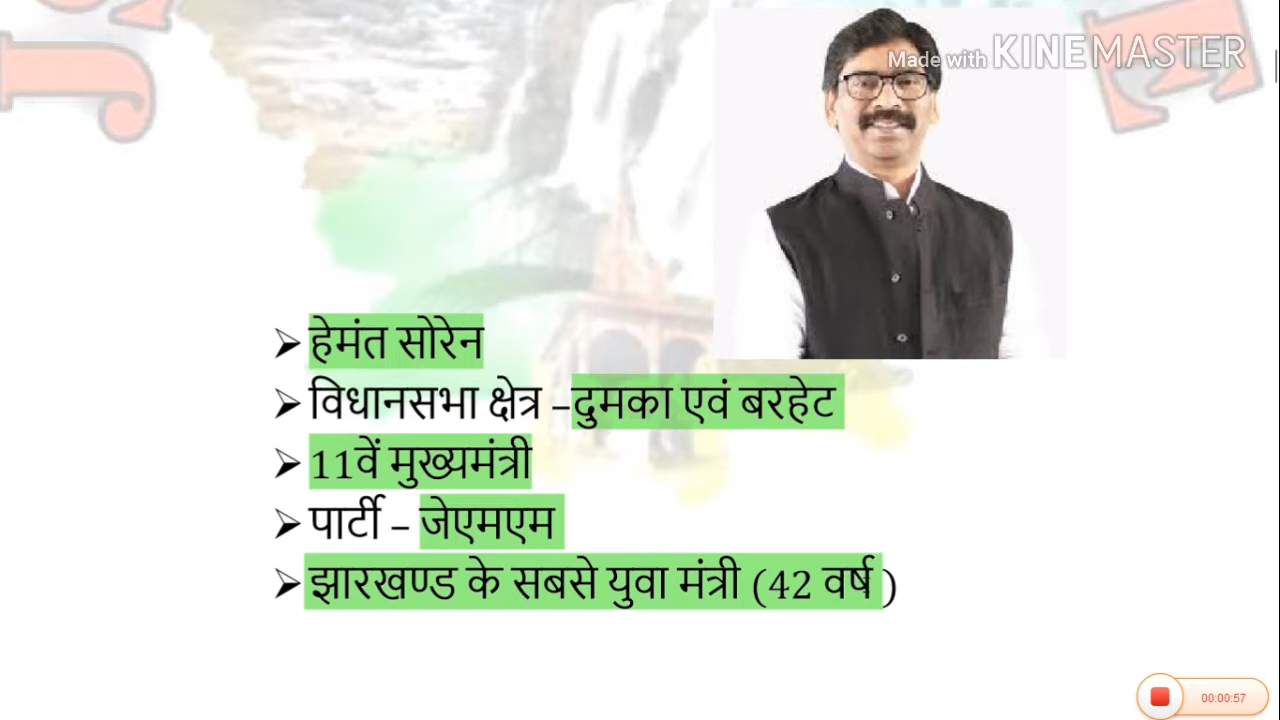 Made with KINEMASTER
हेमंत सोरेन
विधानसभा क्षेत्र –दुमका एवं बरहेट
11वें मुख्यमंत्री
पार्टी – जेएमएम
झारखण्ड के सबसे युवा मंत्री (42 वर्ष )
00:00:57